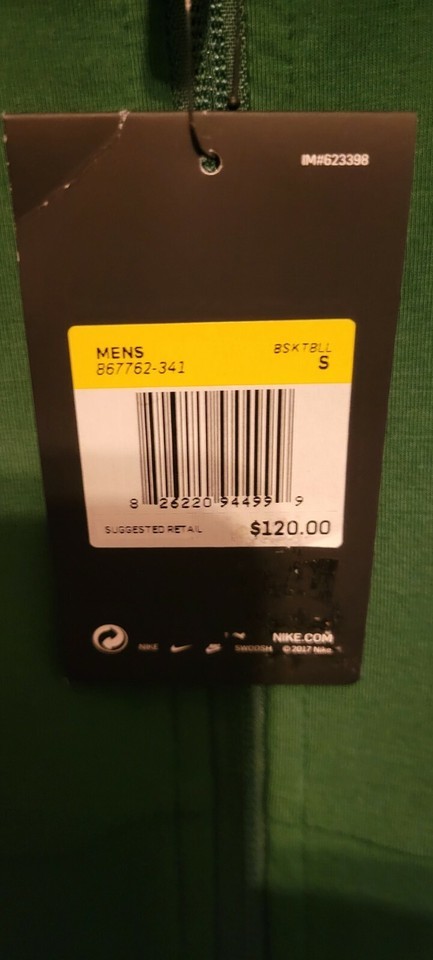 IM#623398
MENS BSKTBLL
867762-341 S
8 26220 94499 9
SUGGESTED RETAIL $120.00
NIKE.COM
NIKE SWOOSH © 2017 Nike